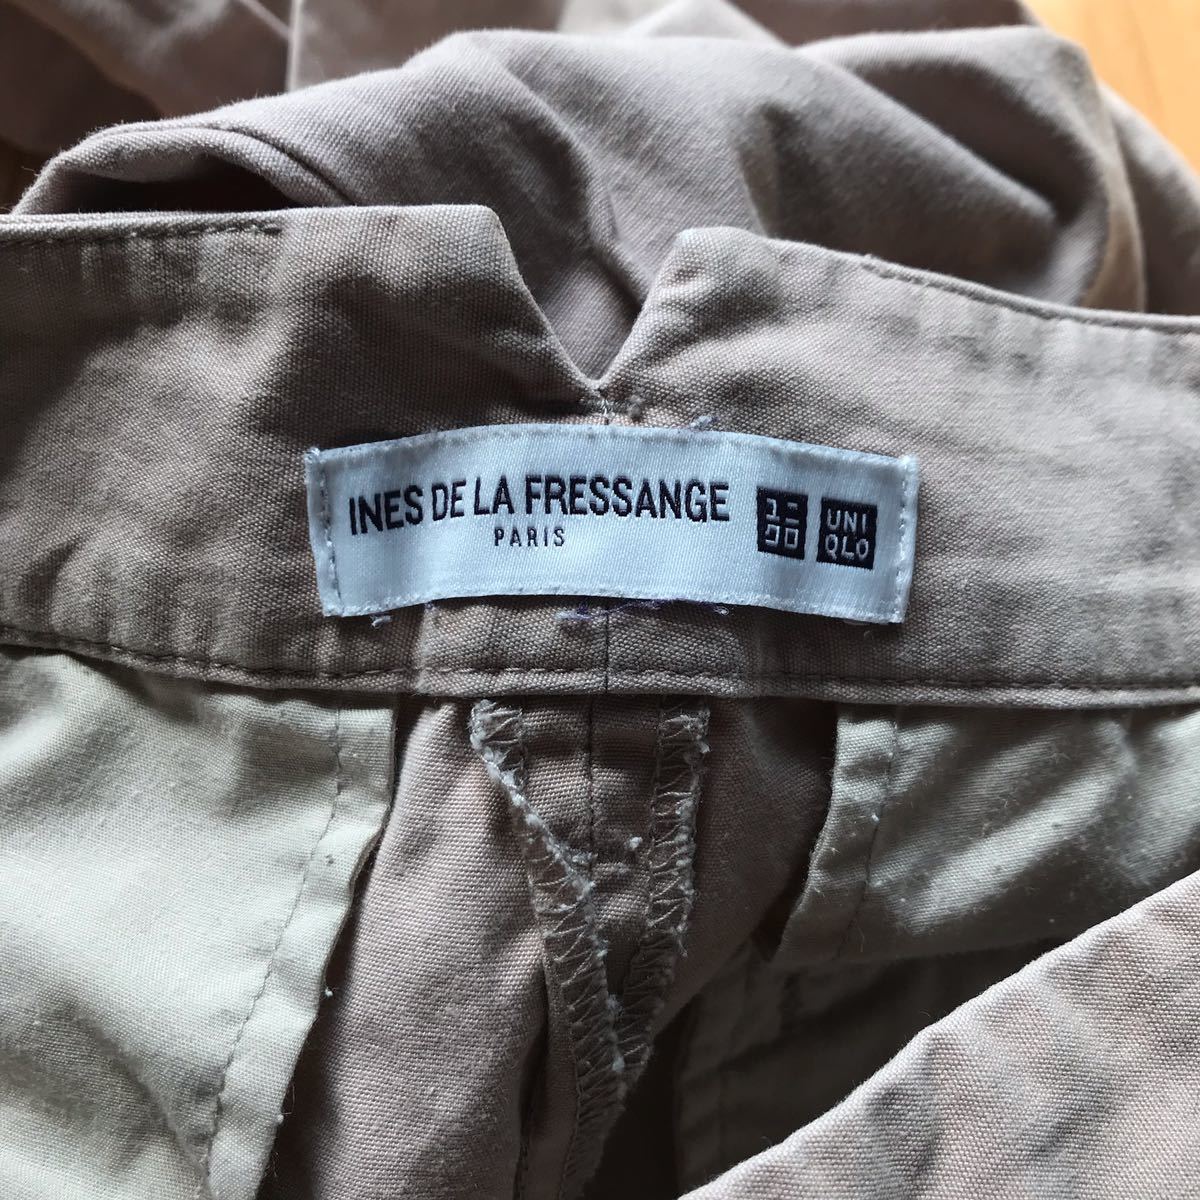 INES DE LA FRESSANGE
PARIS
ユニ
クロ
UNI
QLO